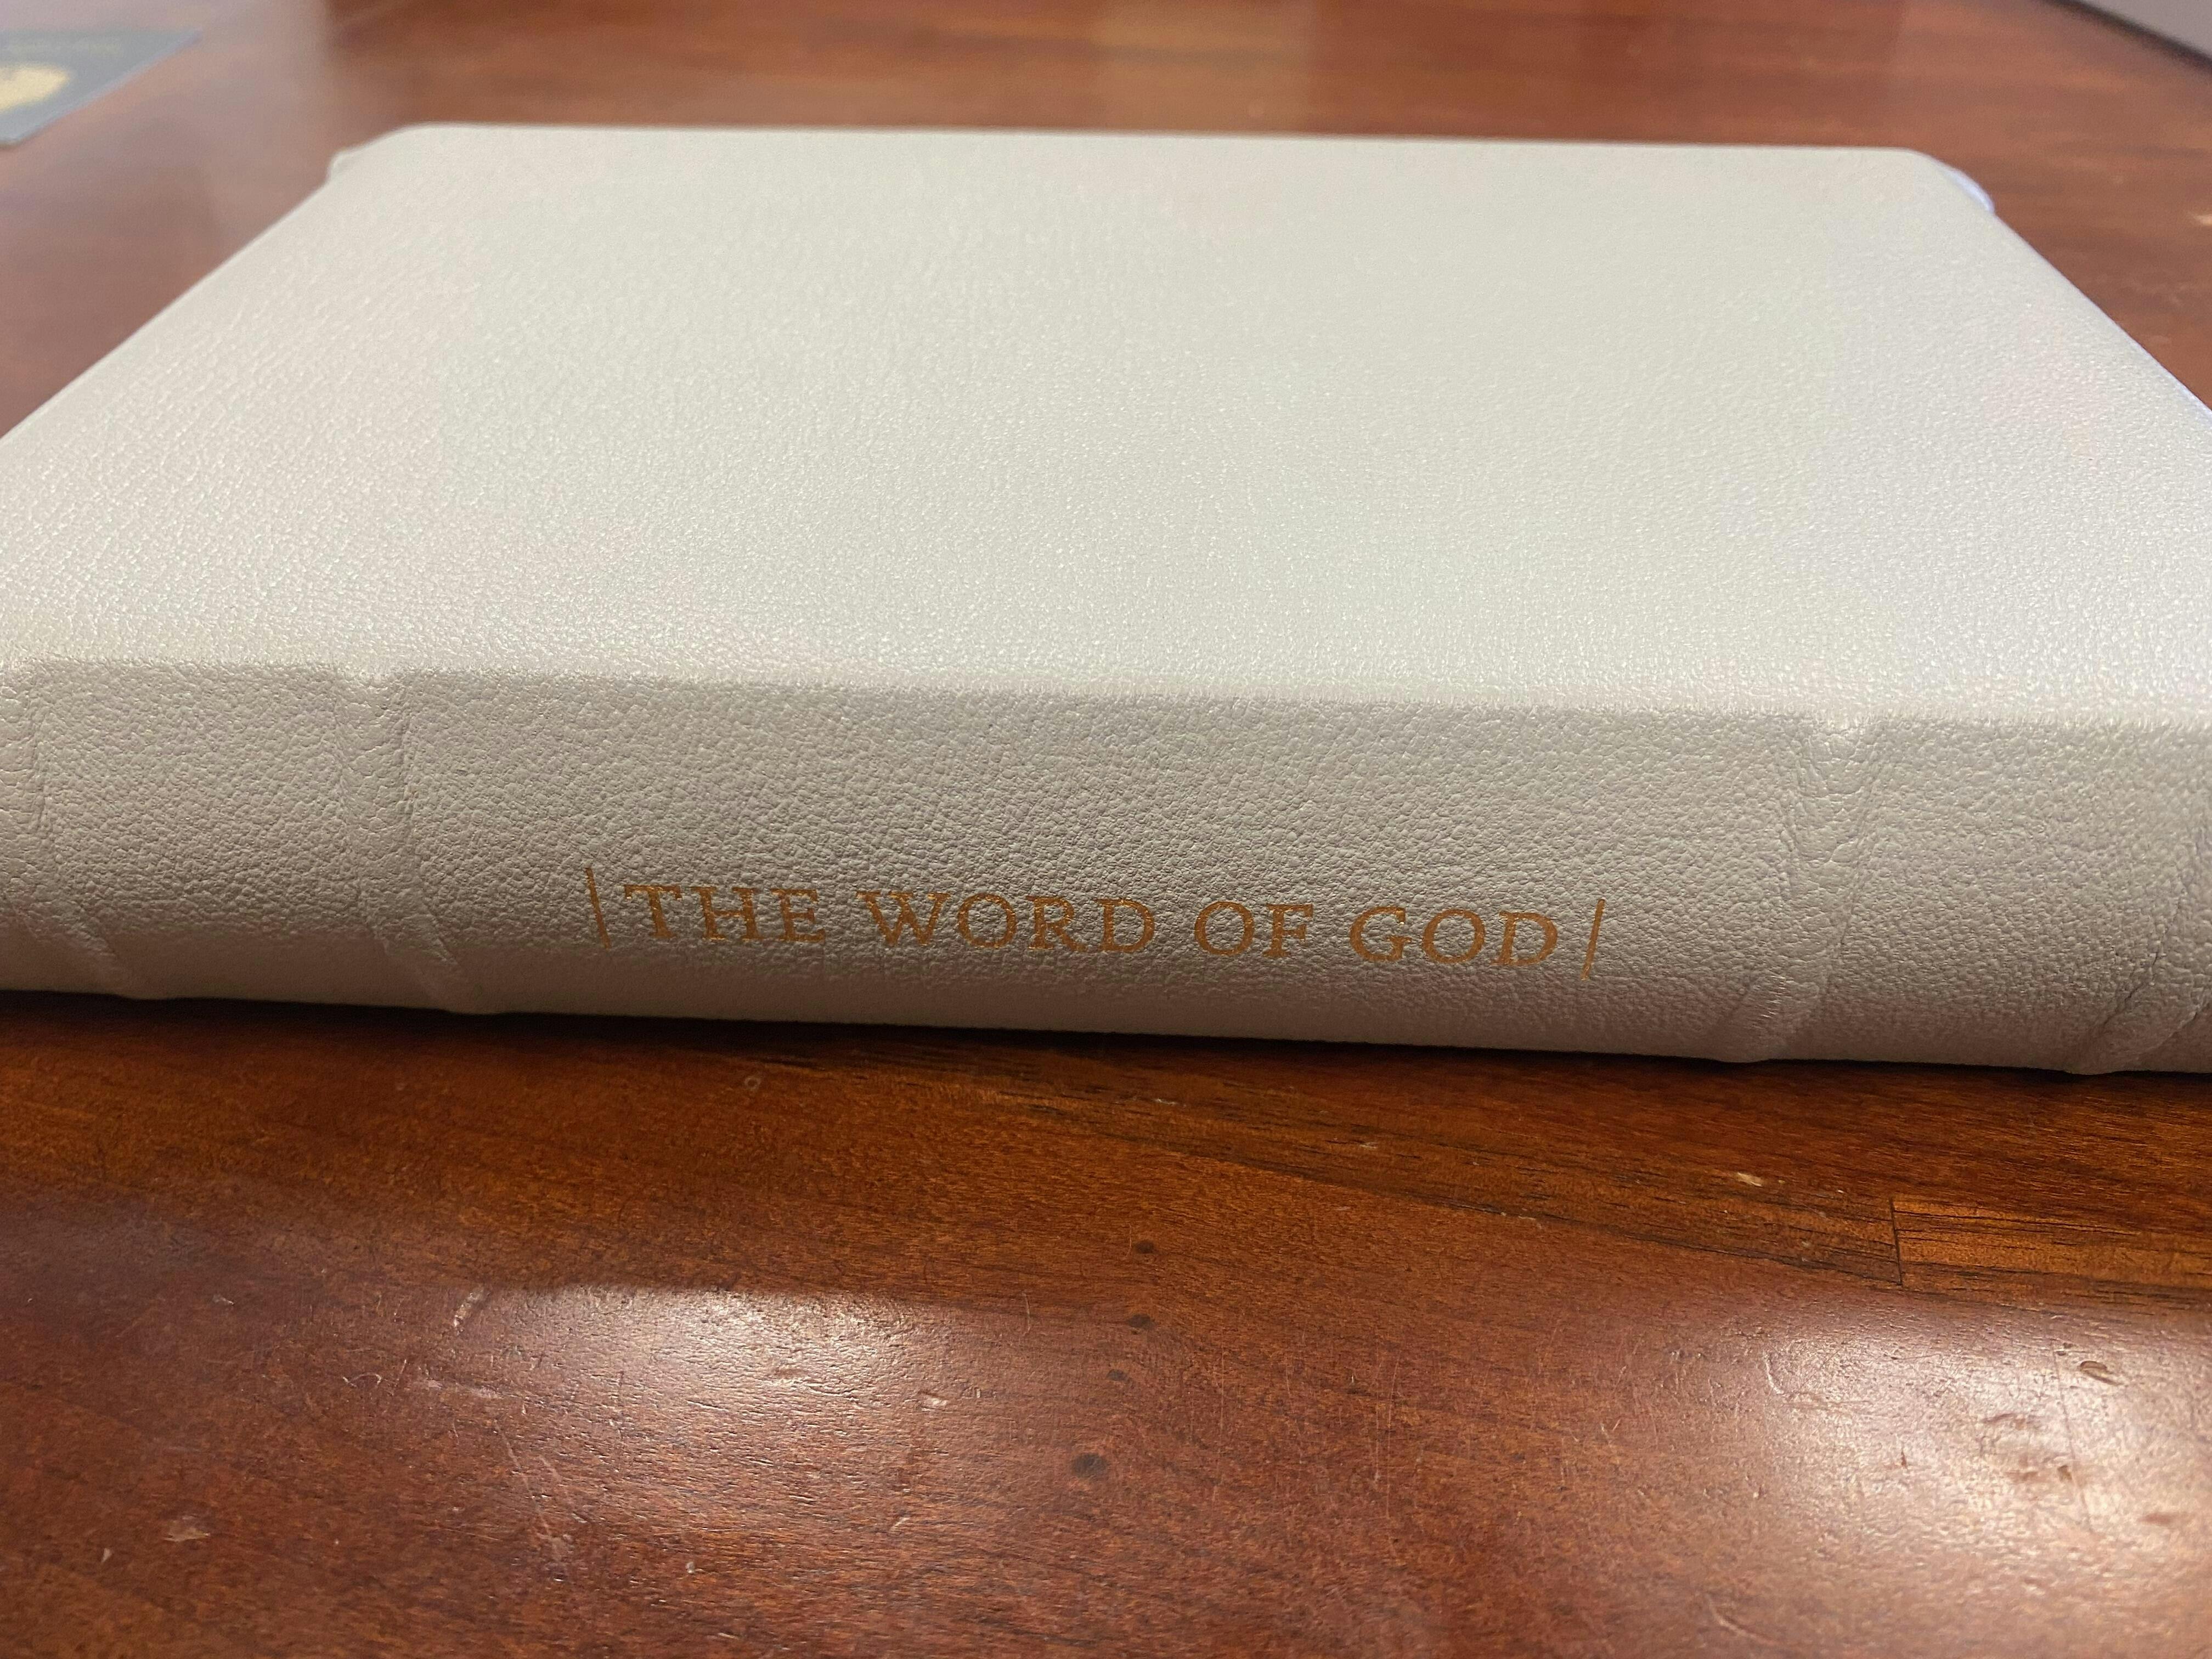 | THE WORD OF GOD |